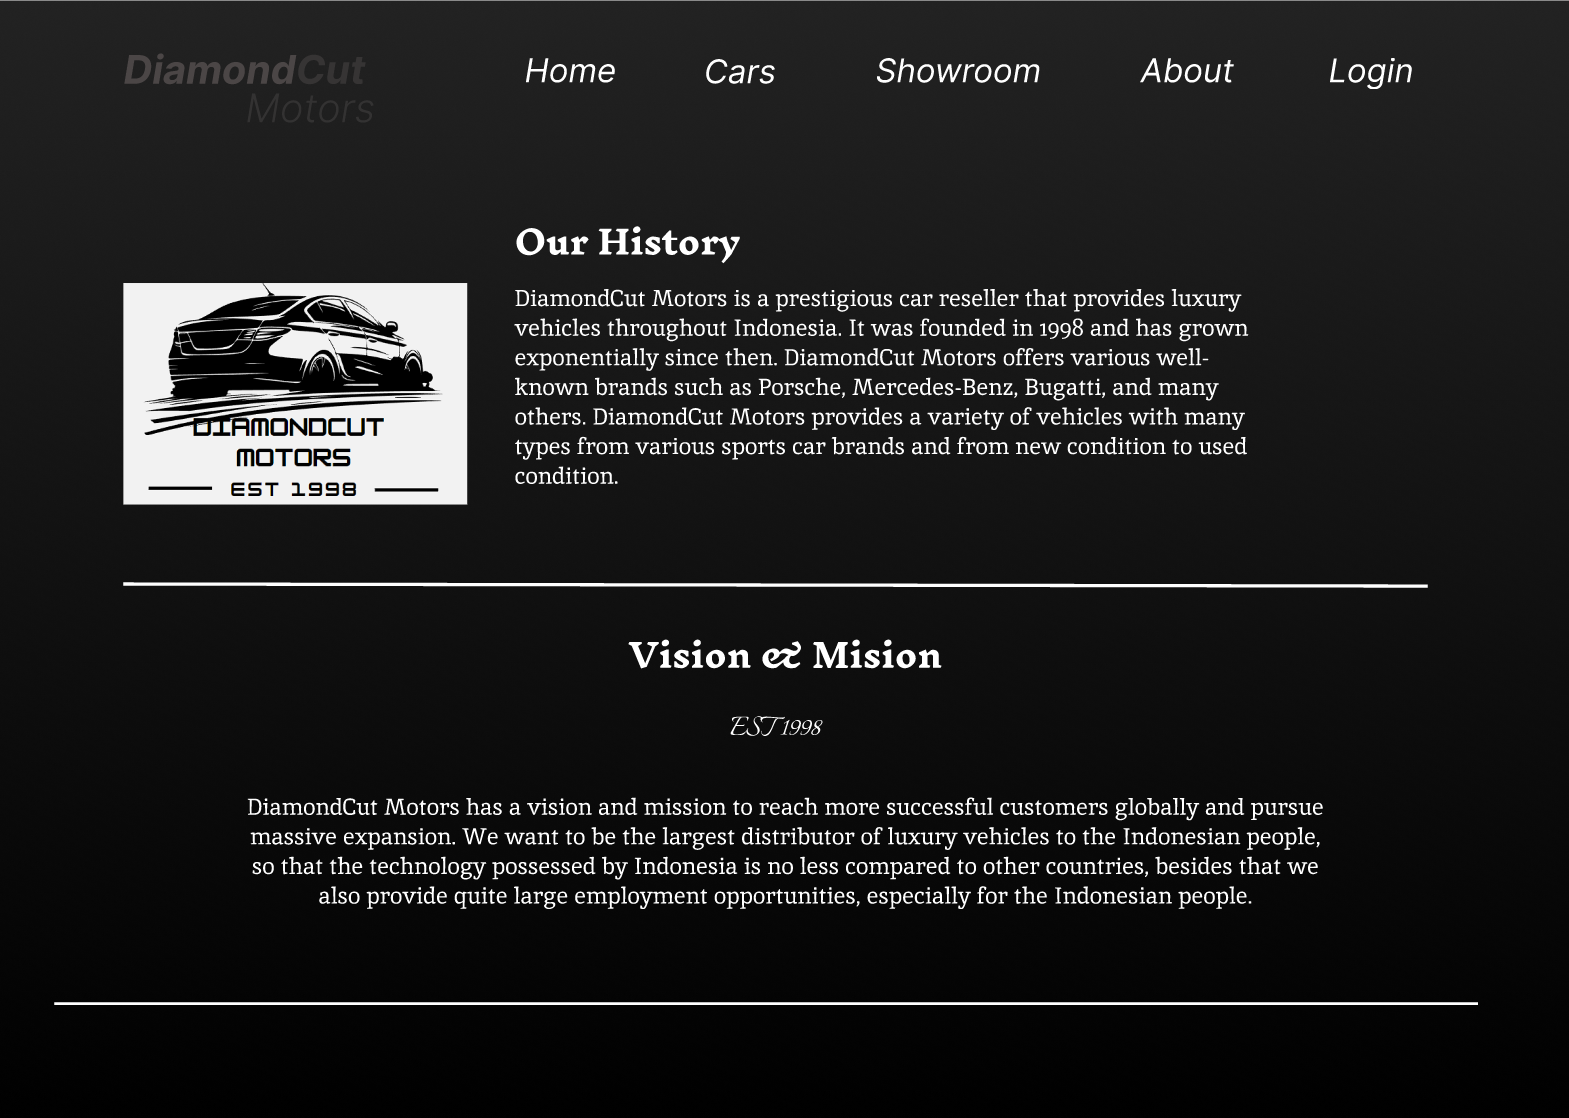 DiamondCut
Motors
Home
Cars
Showroom
About
Login
Our History
DiamondCut Motors is a prestigious car reseller that provides luxury
vehicles throughout Indonesia. It was founded in 1998 and has grown
exponentially since then. DiamondCut Motors offers various well-
known brands such as Porsche, Mercedes-Benz, Bugatti, and many
others. DiamondCut Motors provides a variety of vehicles with many
types from various sports car brands and from new condition to used
condition.
DIAMONDCUT
MOTORS
EST 1998
Vision & Mision
EST 1998
DiamondCut Motors has a vision and mission to reach more successful customers globally and pursue
massive expansion. We want to be the largest distributor of luxury vehicles to the Indonesian people,
so that the technology possessed by Indonesia is no less compared to other countries, besides that we
also provide quite large employment opportunities, especially for the Indonesian people.